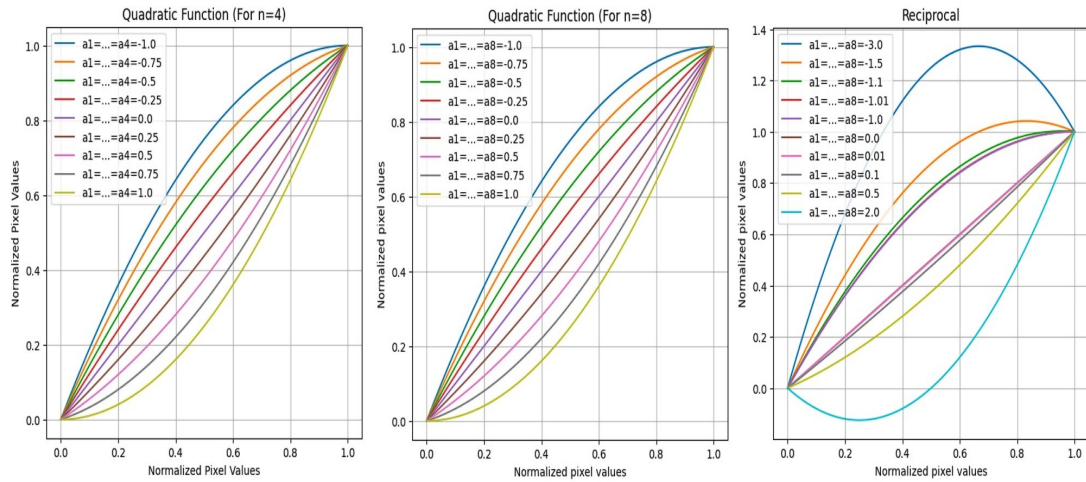 Quadratic Function (For n=4)
1.0
0.8
0.6
0.4
0.2
0.0
Normalized Pixel Values
a1=...=a4=-1.0
a1=...=a4=-0.75
a1=...=a4=-0.5
a1=...=a4=-0.25
a1=...=a4=0.0
a1=...=a4=0.25
a1=...=a4=0.5
a1=...=a4=0.75
a1=...=a4=1.0
0.0 0.2 0.4 0.6 0.8 1.0
Normalized Pixel Values
Quadratic Function (For n=8)
1.0
0.8
0.6
0.4
0.2
0.0
Normalized Pixel Values
a1=...=a8=-1.0
a1=...=a8=-0.75
a1=...=a8=-0.5
a1=...=a8=-0.25
a1=...=a8=0.0
a1=...=a8=0.25
a1=...=a8=0.5
a1=...=a8=0.75
a1=...=a8=1.0
0.0 0.2 0.4 0.6 0.8 1.0
Normalized pixel values
Reciprocal
1.4
1.2
1.0
0.8
0.6
0.4
0.2
0.0
Normalized pixel values
a1=...=a8=-3.0
a1=...=a8=-1.5
a1=...=a8=-1.1
a1=...=a8=-1.01
a1=...=a8=-1.0
a1=...=a8=0.0
a1=...=a8=0.01
a1=...=a8=0.1
a1=...=a8=0.5
a1=...=a8=2.0
0.0 0.2 0.4 0.6 0.8 1.0
Normalized pixel values